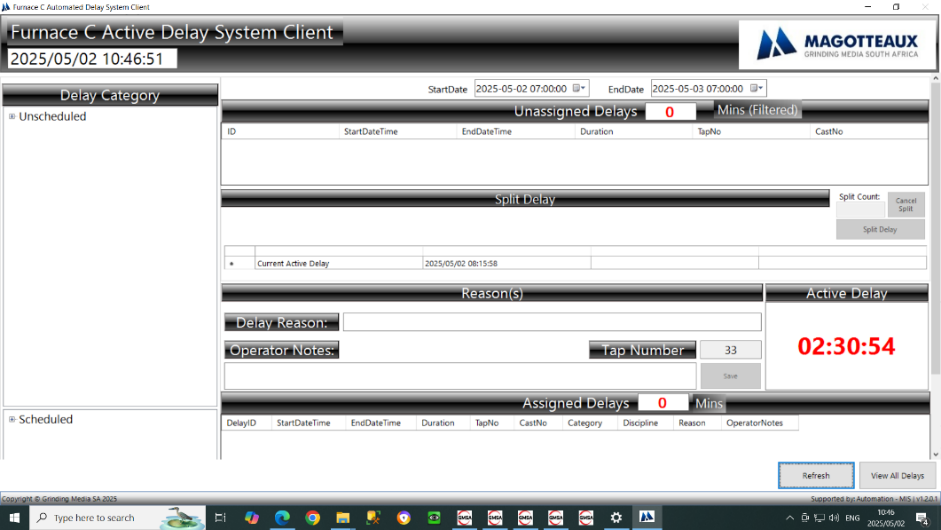 Furnace C Automated Delay System Client
Furnace C Active Delay System Client
2025/05/02 10:46:51
MAGOTTEAUX
GRINDING MEDIA SOUTH AFRICA
Delay Category
Unscheduled
Scheduled
StartDate 2025-05-02 07:00:00 EndDate 2025-05-03 07:00:00
Unassigned Delays 0 Mins (Filtered)
ID StartDateTime EndDateTime Duration TapNo CastNo
Split Delay
Split Count:
Cancel Split
Split Delay
Current Active Delay 2025/05/02 08:15:58
Reason(s)
Active Delay
Delay Reason:
02:30:54
Operator Notes:
Tap Number 33
Save
Assigned Delays 0 Mins
DelayID StartDateTime EndDateTime Duration TapNo CastNo Category Discipline Reason OperatorNotes
Refresh
View All Delays
Copyright © Grinding Media SA 2025
Supported by: Automation - MIS | v1.2.0.1
Type here to search
GMSA GMSA GMSA GMSA GMSA
ENG
10:46
2025/05/02